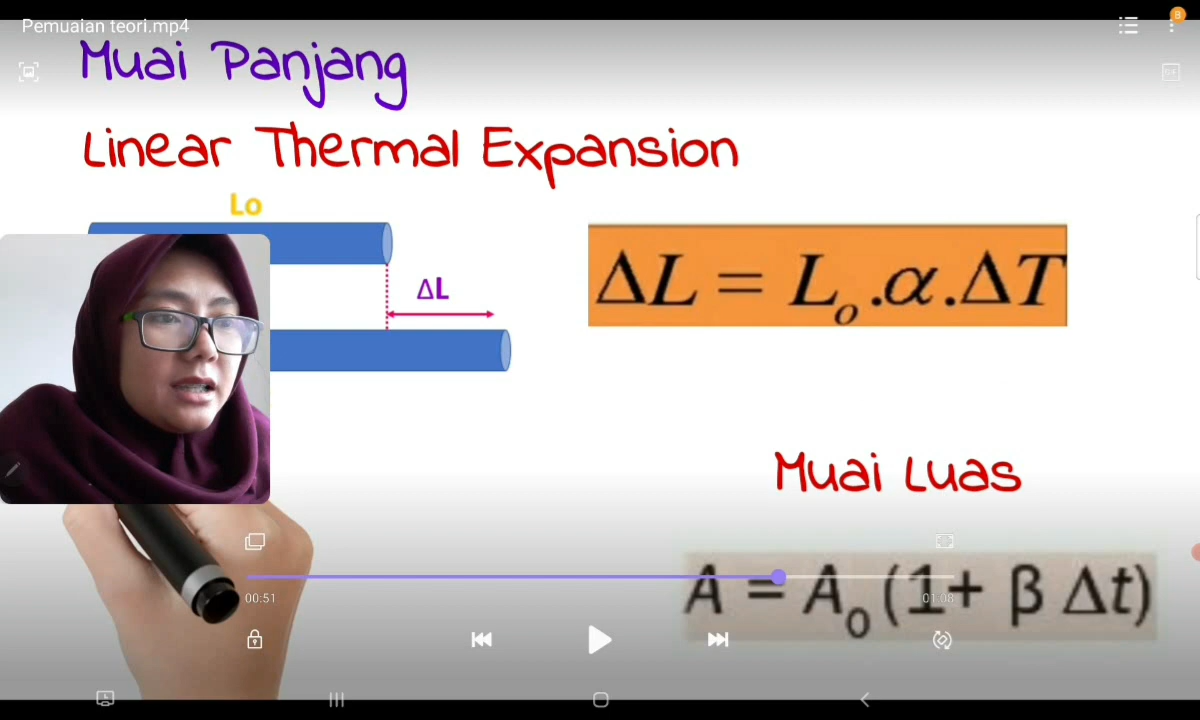 Pemuaian teori.mp4
8
Muai Panjang
Linear Thermal Expansion
Lo
ΔL
ΔL = Lo.α.ΔT
Muai Luas
A = A0 (1+ β Δt)
00:51
01:08